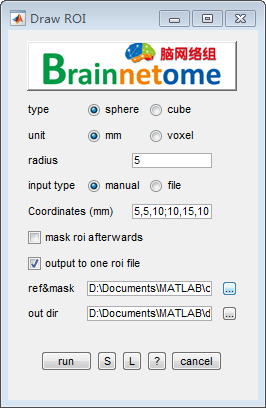 Draw ROI
脑网络组
Brainnetome
type sphere cube
unit mm voxel
radius 5
input type manual file
Coordinates (mm) 5,5,10;10,15,10
mask roi afterwards
output to one roi file
ref&mask D:\Documents\MATLAB\c ...
out dir D:\Documents\MATLAB\d ...
run S L ? cancel